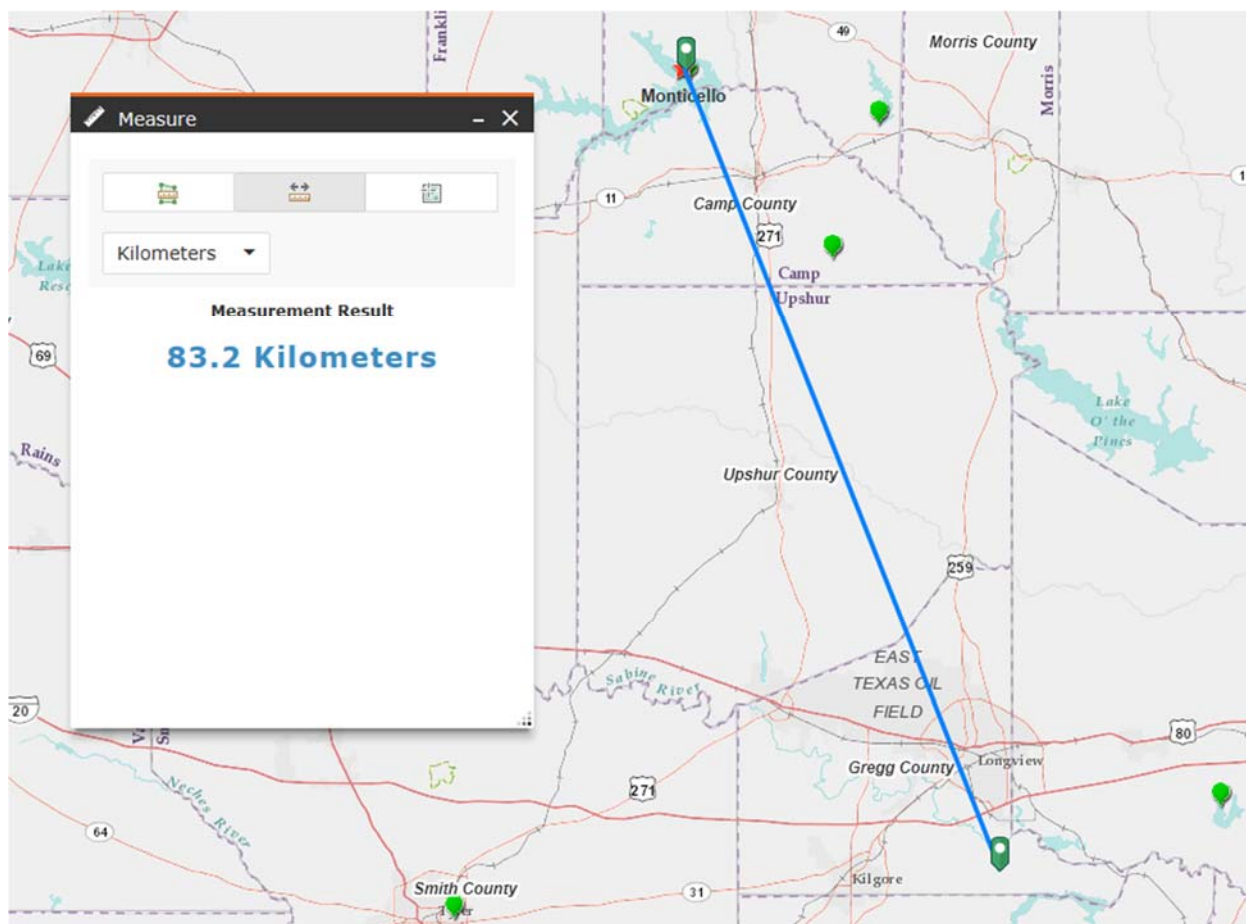 Franklin
49
Morris County
Morris
Monticello
Measure
11
Camp County
271
Kilometers
Camp
Upshur
Measurement Result
83.2 Kilometers
69
Lake
O' the
Pines
Rains
Upshur County
259
EAST
TEXAS OIL
FIELD
Sabine River
20
80
Gregg County
Longview
271
Neches River
64
Kilgore
31
Smith County
Tyler